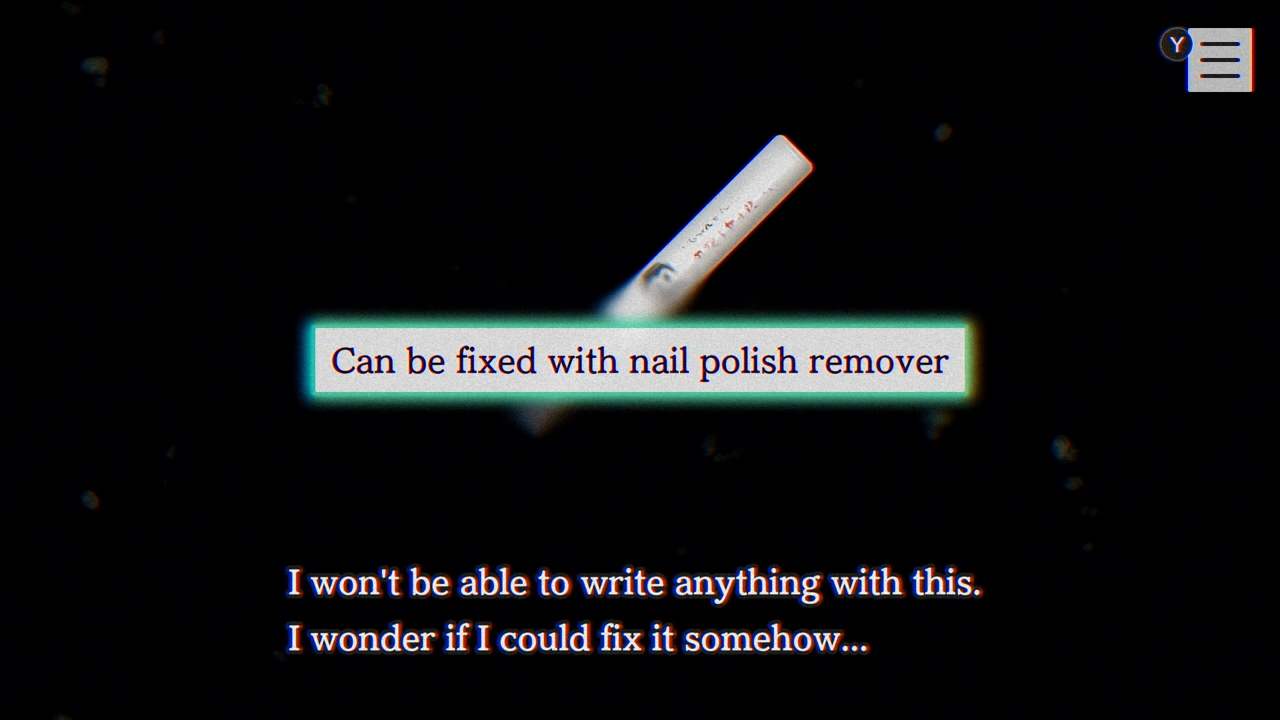 Y
Can be fixed with nail polish remover
I won't be able to write anything with this.
I wonder if I could fix it somehow...